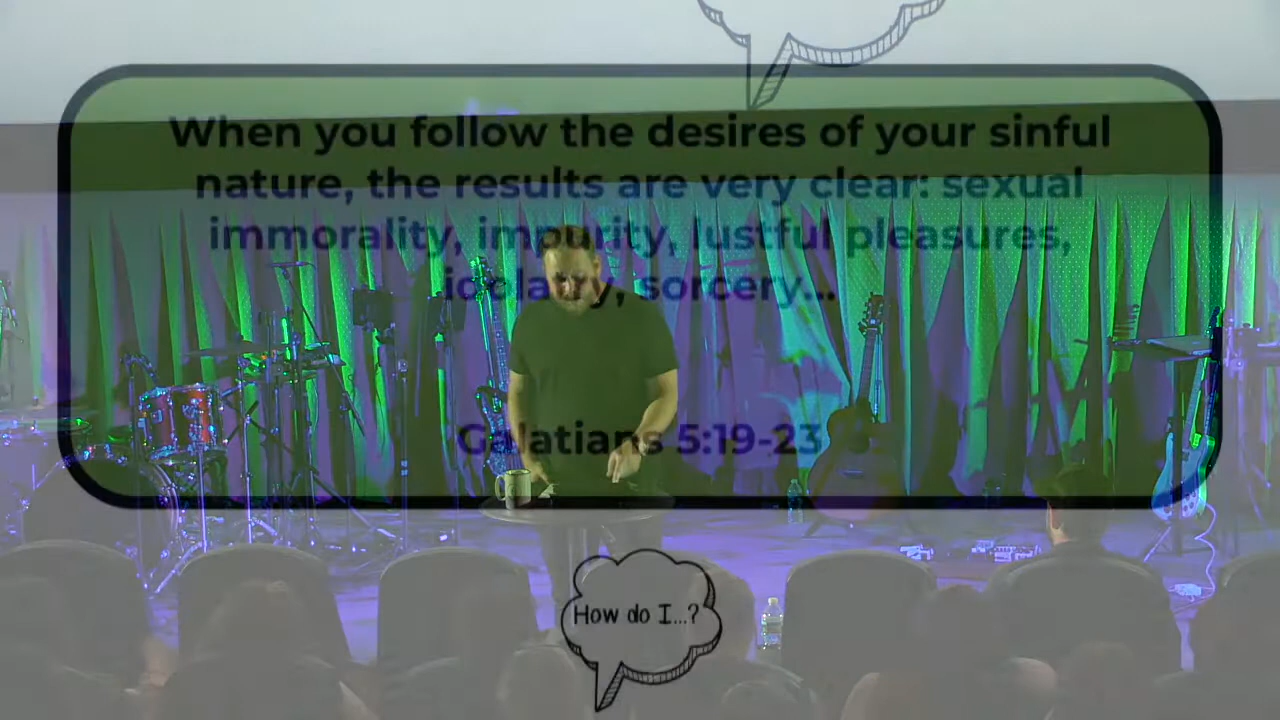 When you follow the desires of your sinful
nature, the results are very clear: sexual
immorality, impurity, lustful pleasures,
idolatry, sorcery...
Galatians 5:19-23
How do I...?